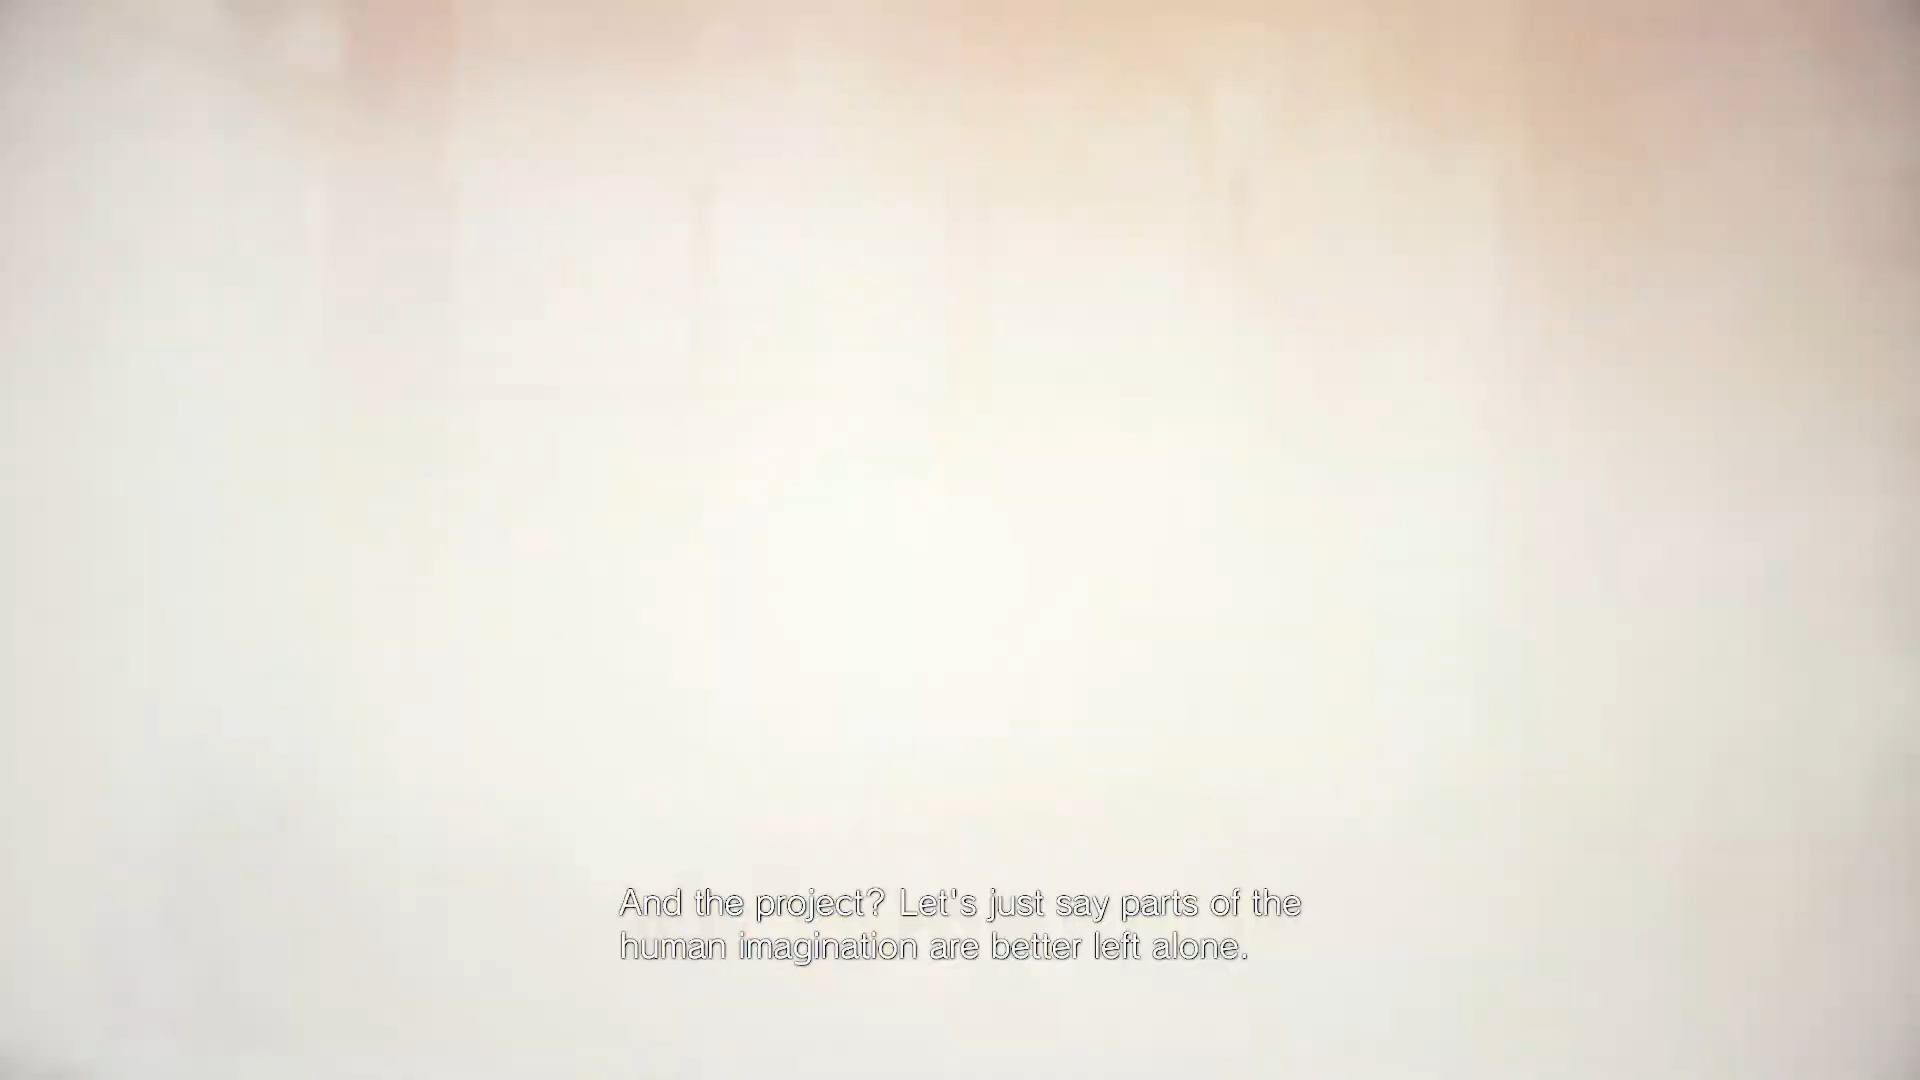 And the project? Let's just say parts of the
human imagination are better left alone.